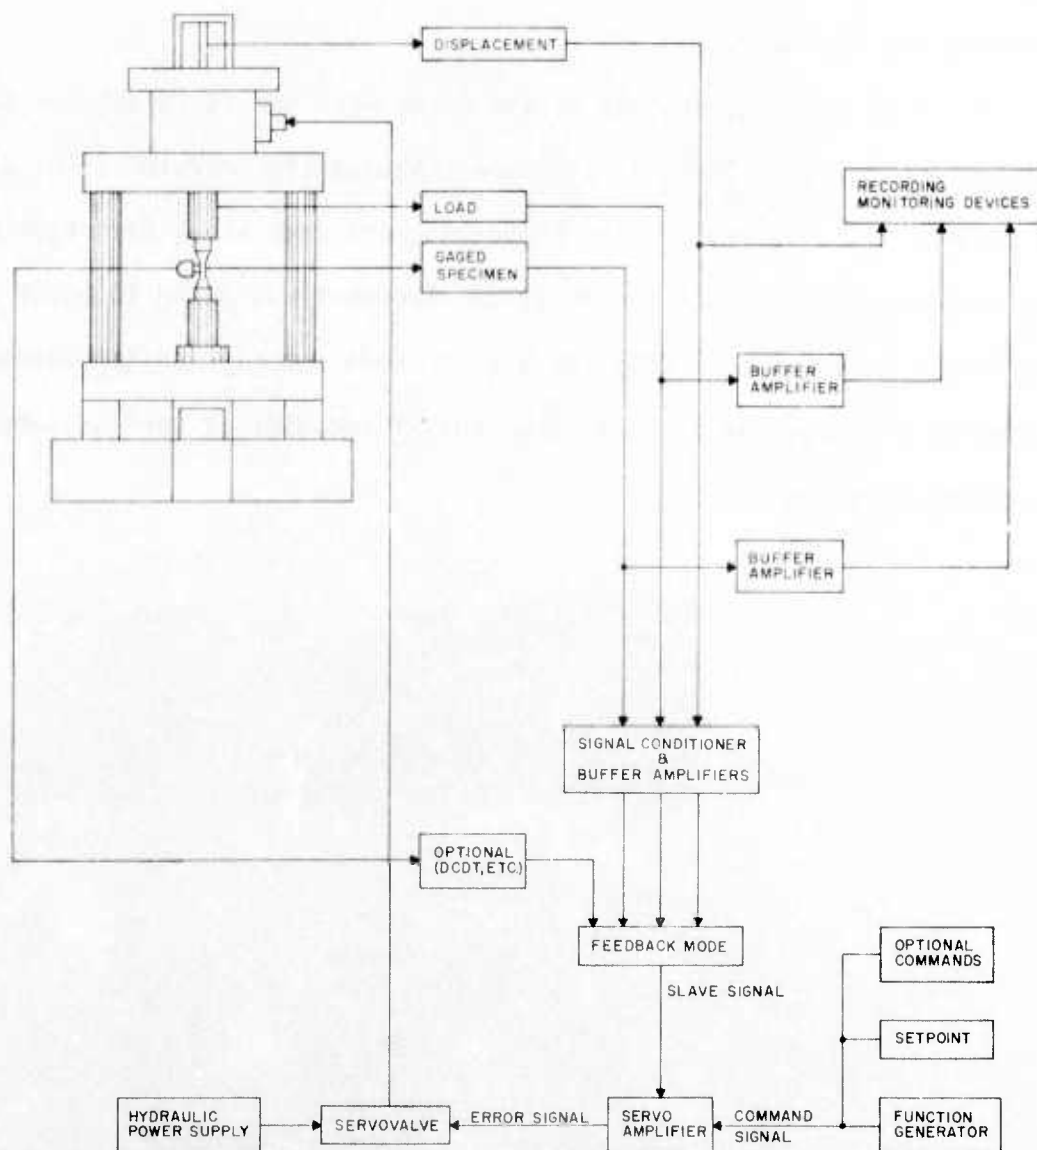 DISPLACEMENT
LOAD
GAGED
SPECIMEN
RECORDING
MONITORING DEVICES
BUFFER
AMPLIFIER
BUFFER
AMPLIFIER
SIGNAL CONDITIONER
&
BUFFER AMPLIFIERS
OPTIONAL
(DCDT, ETC.)
FEEDBACK MODE
SLAVE SIGNAL
OPTIONAL
COMMANDS
SETPOINT
HYDRAULIC
POWER SUPPLY
SERVOVALVE
ERROR SIGNAL
SERVO
AMPLIFIER
COMMAND
SIGNAL
FUNCTION
GENERATOR